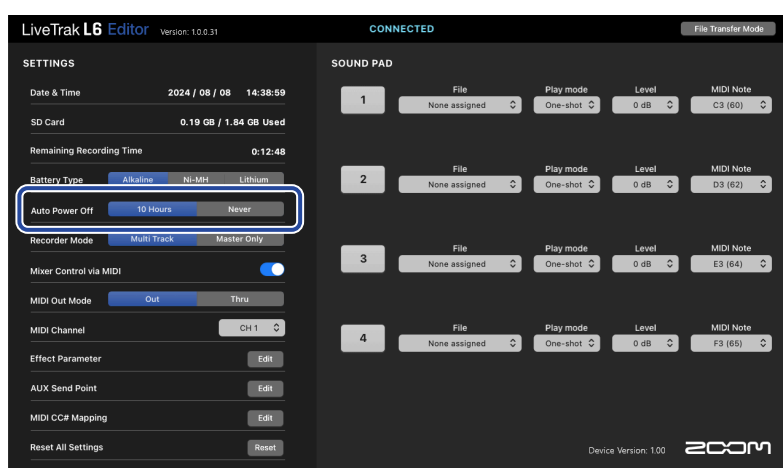 LiveTrak L6 Editor Version: 1.0.0.31
CONNECTED
File Transfer Mode
SETTINGS
Date & Time 2024 / 08 / 08 14:38:59
SD Card 0.19 GB / 1.84 GB Used
Remaining Recording Time 0:12:48
Battery Type Alkaline Ni-MH Lithium
Auto Power Off 10 Hours Never
Recorder Mode Multi Track Master Only
Mixer Control via MIDI
MIDI Out Mode Out Thru
MIDI Channel CH 1
Effect Parameter Edit
AUX Send Point Edit
MIDI CC# Mapping Edit
Reset All Settings Reset
SOUND PAD
File Play mode Level MIDI Note
1 None assigned One-shot 0 dB C3 (60)
File Play mode Level MIDI Note
2 None assigned One-shot 0 dB D3 (62)
File Play mode Level MIDI Note
3 None assigned One-shot 0 dB E3 (64)
File Play mode Level MIDI Note
4 None assigned One-shot 0 dB F3 (65)
Device Version: 1.00 ZOOM